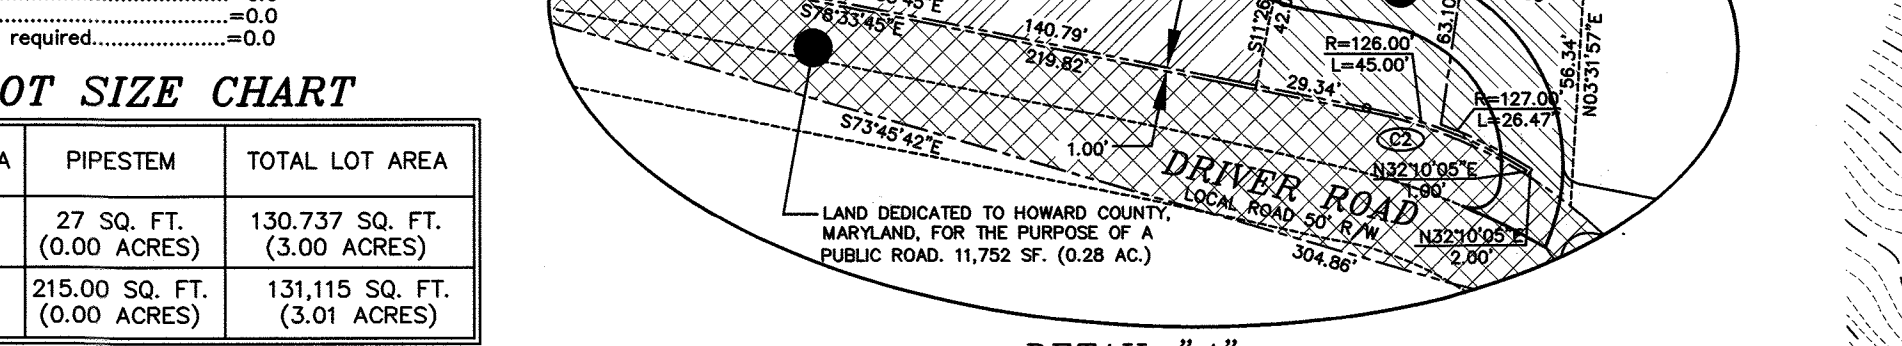 =0.0
required......................=0.0
OT SIZE CHART
A PIPESTEM TOTAL LOT AREA
27 SQ. FT. 130.737 SQ. FT.
(0.00 ACRES) (3.00 ACRES)
215.00 SQ. FT. 131,115 SQ. FT.
(0.00 ACRES) (3.01 ACRES)
S78°33'45"E
140.79'
219.82'
S11°26
42.
63.10
R=126.00'
L=45.00'
56.34'
N03°31'57"E
29.34'
R=127.00'
L=26.47'
S73°45'42"E
1.00'
C2
N32°10'05"E
1.00'
DRIVER ROAD
LOCAL ROAD 50' R/W
N32°10'05"E
2.00'
304.86'
LAND DEDICATED TO HOWARD COUNTY,
MARYLAND, FOR THE PURPOSE OF A
PUBLIC ROAD. 11,752 SF. (0.28 AC.)